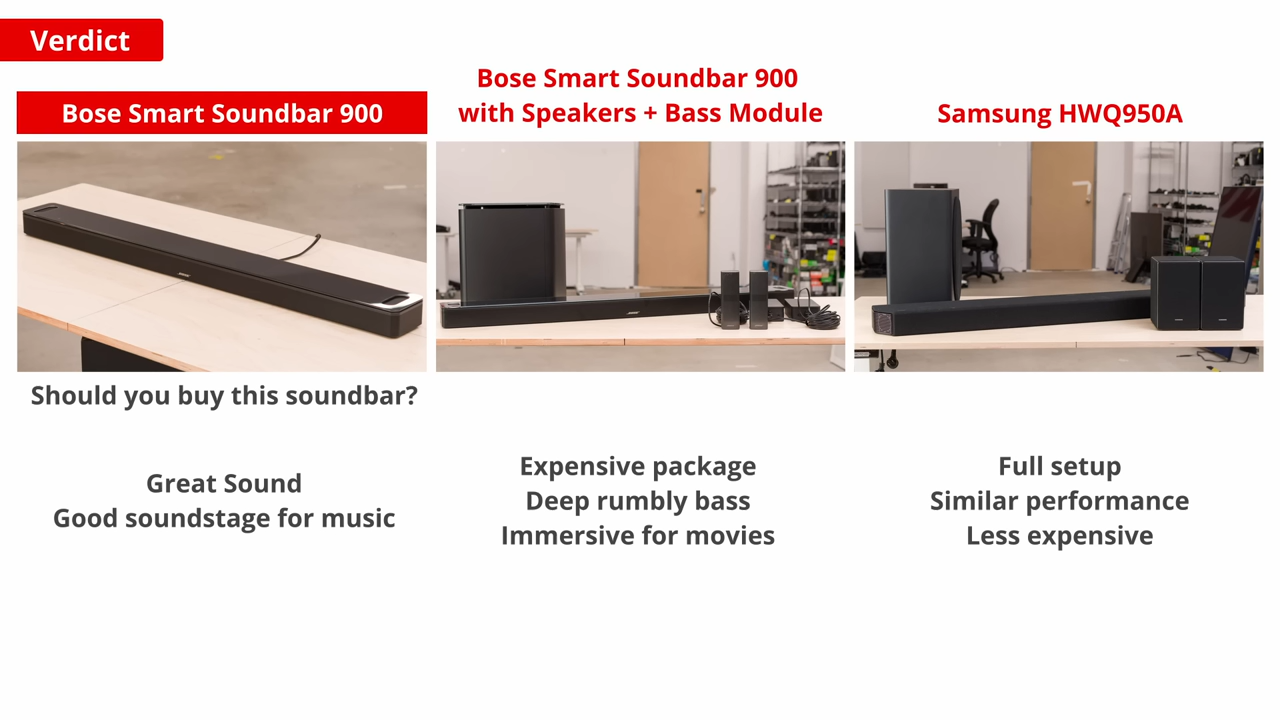 Verdict
Bose Smart Soundbar 900
Should you buy this soundbar?
Great Sound
Good soundstage for music
Bose Smart Soundbar 900
with Speakers + Bass Module
Expensive package
Deep rumbly bass
Immersive for movies
Samsung HWQ950A
Full setup
Similar performance
Less expensive